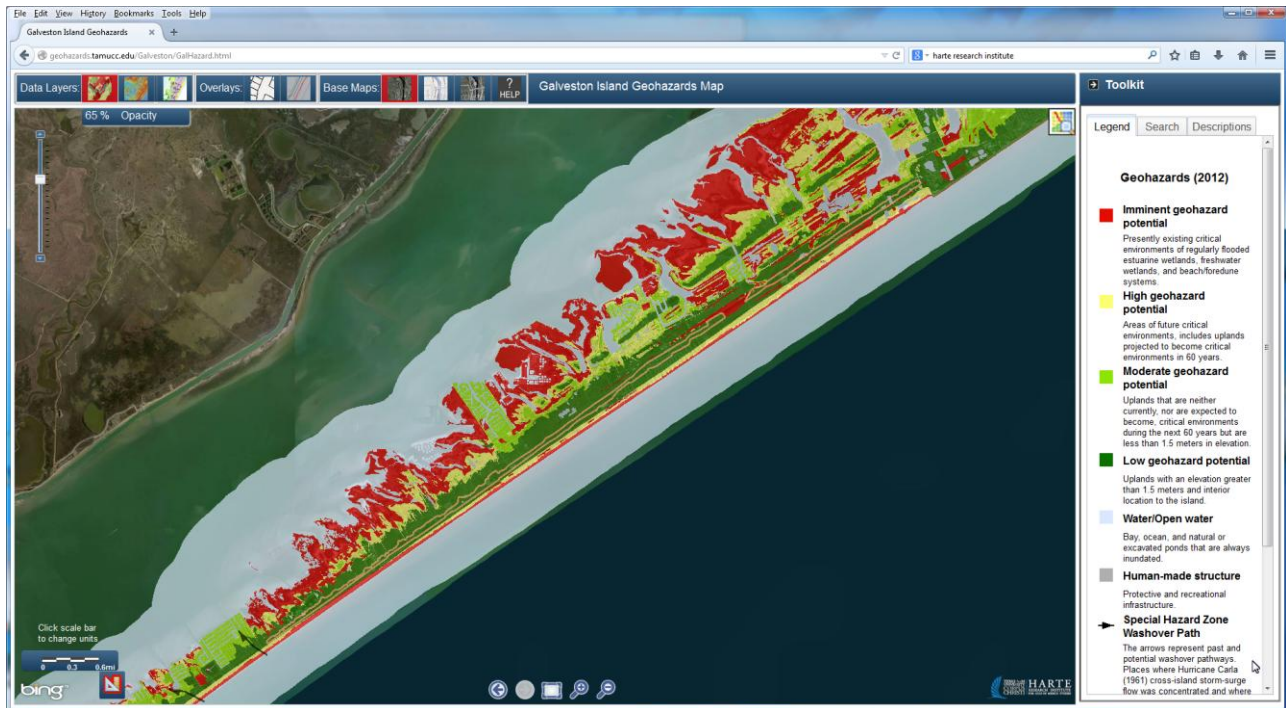 File Edit View History Bookmarks Tools Help
Galveston Island Geohazards × +
geohazards.tamucc.edu/Galveston/GalHazard.html
harte research institute
Data Layers: Overlays: Base Maps: ? HELP Galveston Island Geohazards Map
65 % Opacity
Toolkit
Legend Search Descriptions
Geohazards (2012)
Imminent geohazard
potential
Presently existing critical
environments of regularly flooded
estuarine wetlands, freshwater
wetlands, and beach/foredune
systems.
High geohazard
potential
Areas of future critical
environments, includes uplands
projected to become critical
environments in 60 years.
Moderate geohazard
potential
Uplands that are neither
currently, nor are expected to
become, critical environments
during the next 60 years but are
less than 1.5 meters in elevation.
Low geohazard potential
Uplands with an elevation greater
than 1.5 meters and interior
location to the island.
Water/Open water
Bay, ocean, and natural or
excavated ponds that are always
inundated.
Human-made structure
Protective and recreational
infrastructure.
Special Hazard Zone
Washover Path
The arrows represent past and
potential washover pathways.
Places where Hurricane Carla
(1961) cross-island storm-surge
flow was concentrated and where
Click scale bar
to change units
0 0.3 0.6mi
bing
HARTE